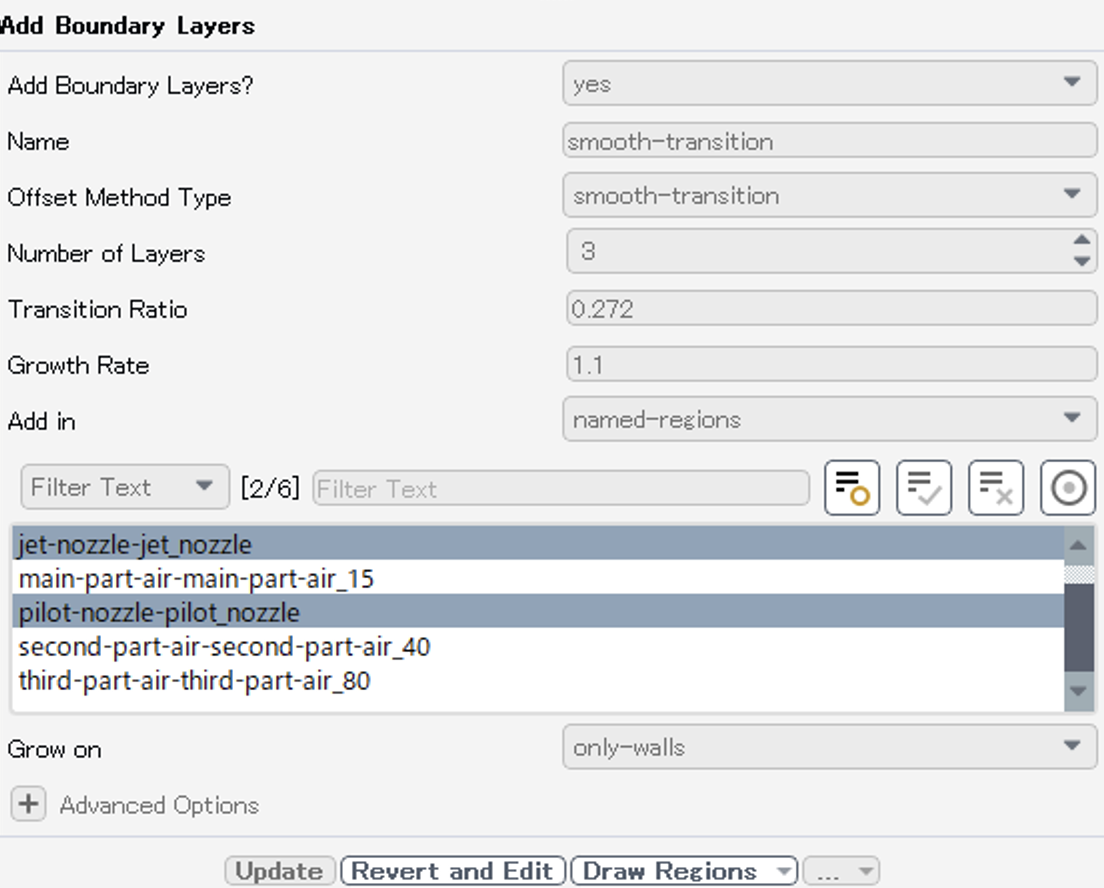 Add Boundary Layers
Add Boundary Layers? yes
Name smooth-transition
Offset Method Type smooth-transition
Number of Layers 3
Transition Ratio 0.272
Growth Rate 1.1
Add in named-regions
Filter Text [2/6] Filter Text
jet-nozzle-jet_nozzle
main-part-air-main-part-air_15
pilot-nozzle-pilot_nozzle
second-part-air-second-part-air_40
third-part-air-third-part-air_80
Grow on only-walls
+ Advanced Options
Update Revert and Edit Draw Regions ...